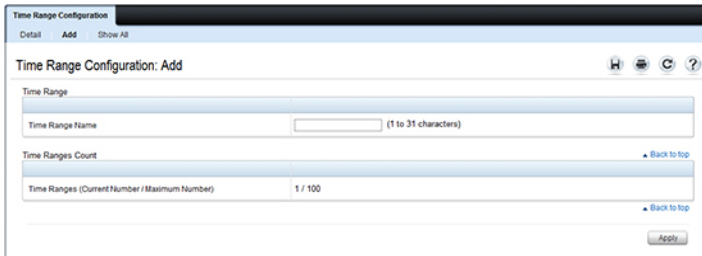 Time Range Configuration
Detail Add Show All
Time Range Configuration: Add
Time Range
Time Range Name (1 to 31 characters)
Time Ranges Count Back to top
Time Ranges (Current Number / Maximum Number) 1 / 100
Back to top
Apply